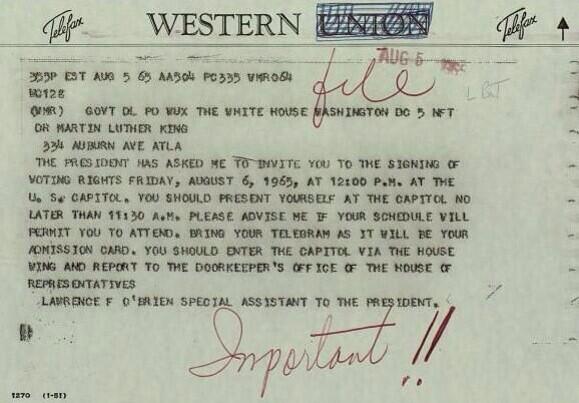 Telefax WESTERN UNION Telefax
AUG 5
file
355P EST AUG 5 65 AA504 PC335 WMR064
WC128
(WMR) GOVT DL PD WUX THE WHITE HOUSE WASHINGTON DC 5 NFT
DR MARTIN LUTHER KING
334 AUBURN AVE ATLA
THE PRESIDENT HAS ASKED ME TO INVITE YOU TO THE SIGNING OF
VOTING RIGHTS FRIDAY, AUGUST 6, 1965, AT 12:00 P.M. AT THE
U. S. CAPITOL. YOU SHOULD PRESENT YOURSELF AT THE CAPITOL NO
LATER THAN 11:30 A.M. PLEASE ADVISE ME IF YOUR SCHEDULE WILL
PERMIT YOU TO ATTEND. BRING YOUR TELEGRAM AS IT WILL BE YOUR
ADMISSION CARD. YOU SHOULD ENTER THE CAPITOL VIA THE HOUSE
WING AND REPORT TO THE DOORKEEPER'S OFFICE OF THE HOUSE OF
REPRESENTATIVES
LAWRENCE F O'BRIEN SPECIAL ASSISTANT TO THE PRESIDENT.
Important!!
1270 (1-51)